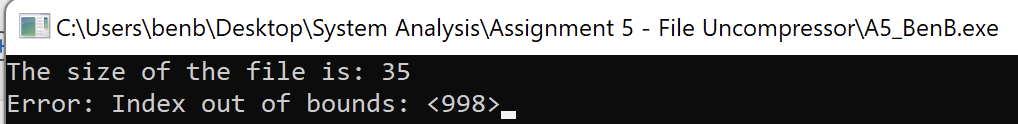 C:\Users\benb\Desktop\System Analysis\Assignment 5 - File Uncompressor\A5_BenB.exe
The size of the file is: 35
Error: Index out of bounds: <998>